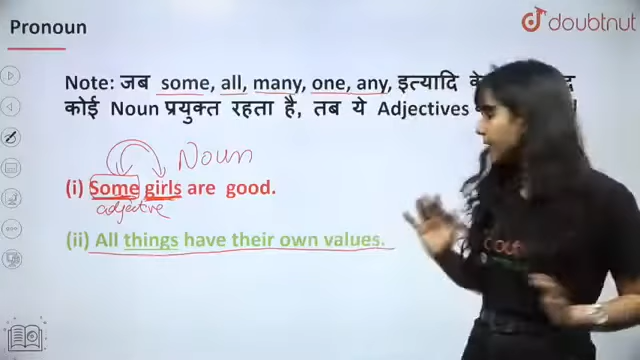 Pronoun
doubtnut
Note: जब some, all, many, one, any, इत्यादि के
कोई Noun प्रयुक्त रहता है, तब ये Adjectives
Noun
(i) Some girls are good.
adjective
(ii) All things have their own values.